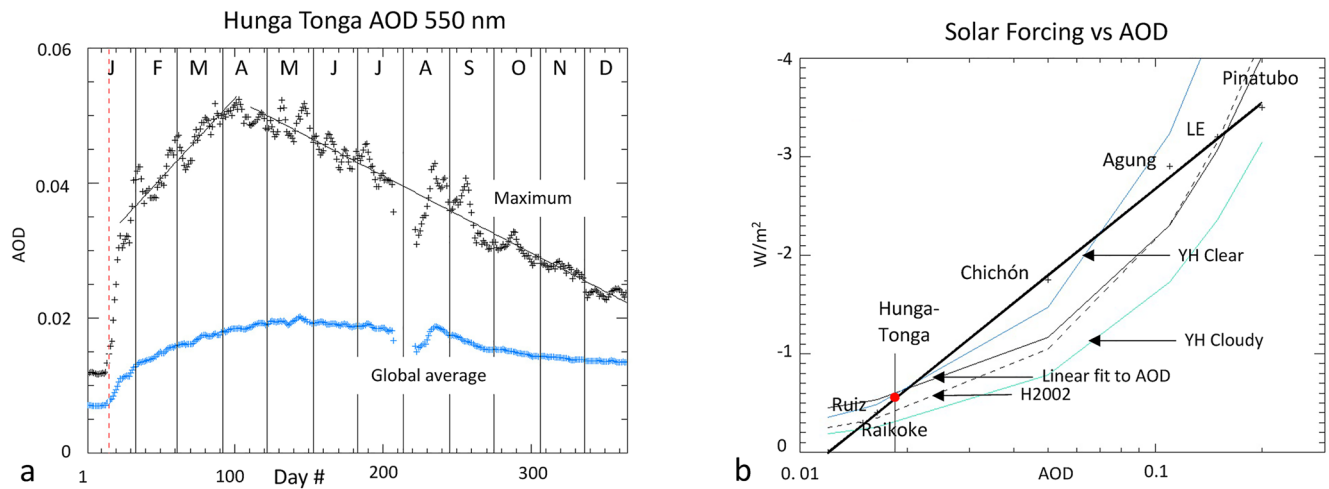 Hunga Tonga AOD 550 nm
0.06
J F M A M J J A S O N D
0.04
AOD
Maximum
0.02
Global average
0
1 100 Day # 200 300
a
Solar Forcing vs AOD
-4
Pinatubo
LE
-3
Agung
W/m²
-2
YH Clear
Chichón
Hunga-
Tonga
-1
YH Cloudy
Linear fit to AOD
H2002
Ruiz
Raikoke
0
0.01 AOD 0.1
b